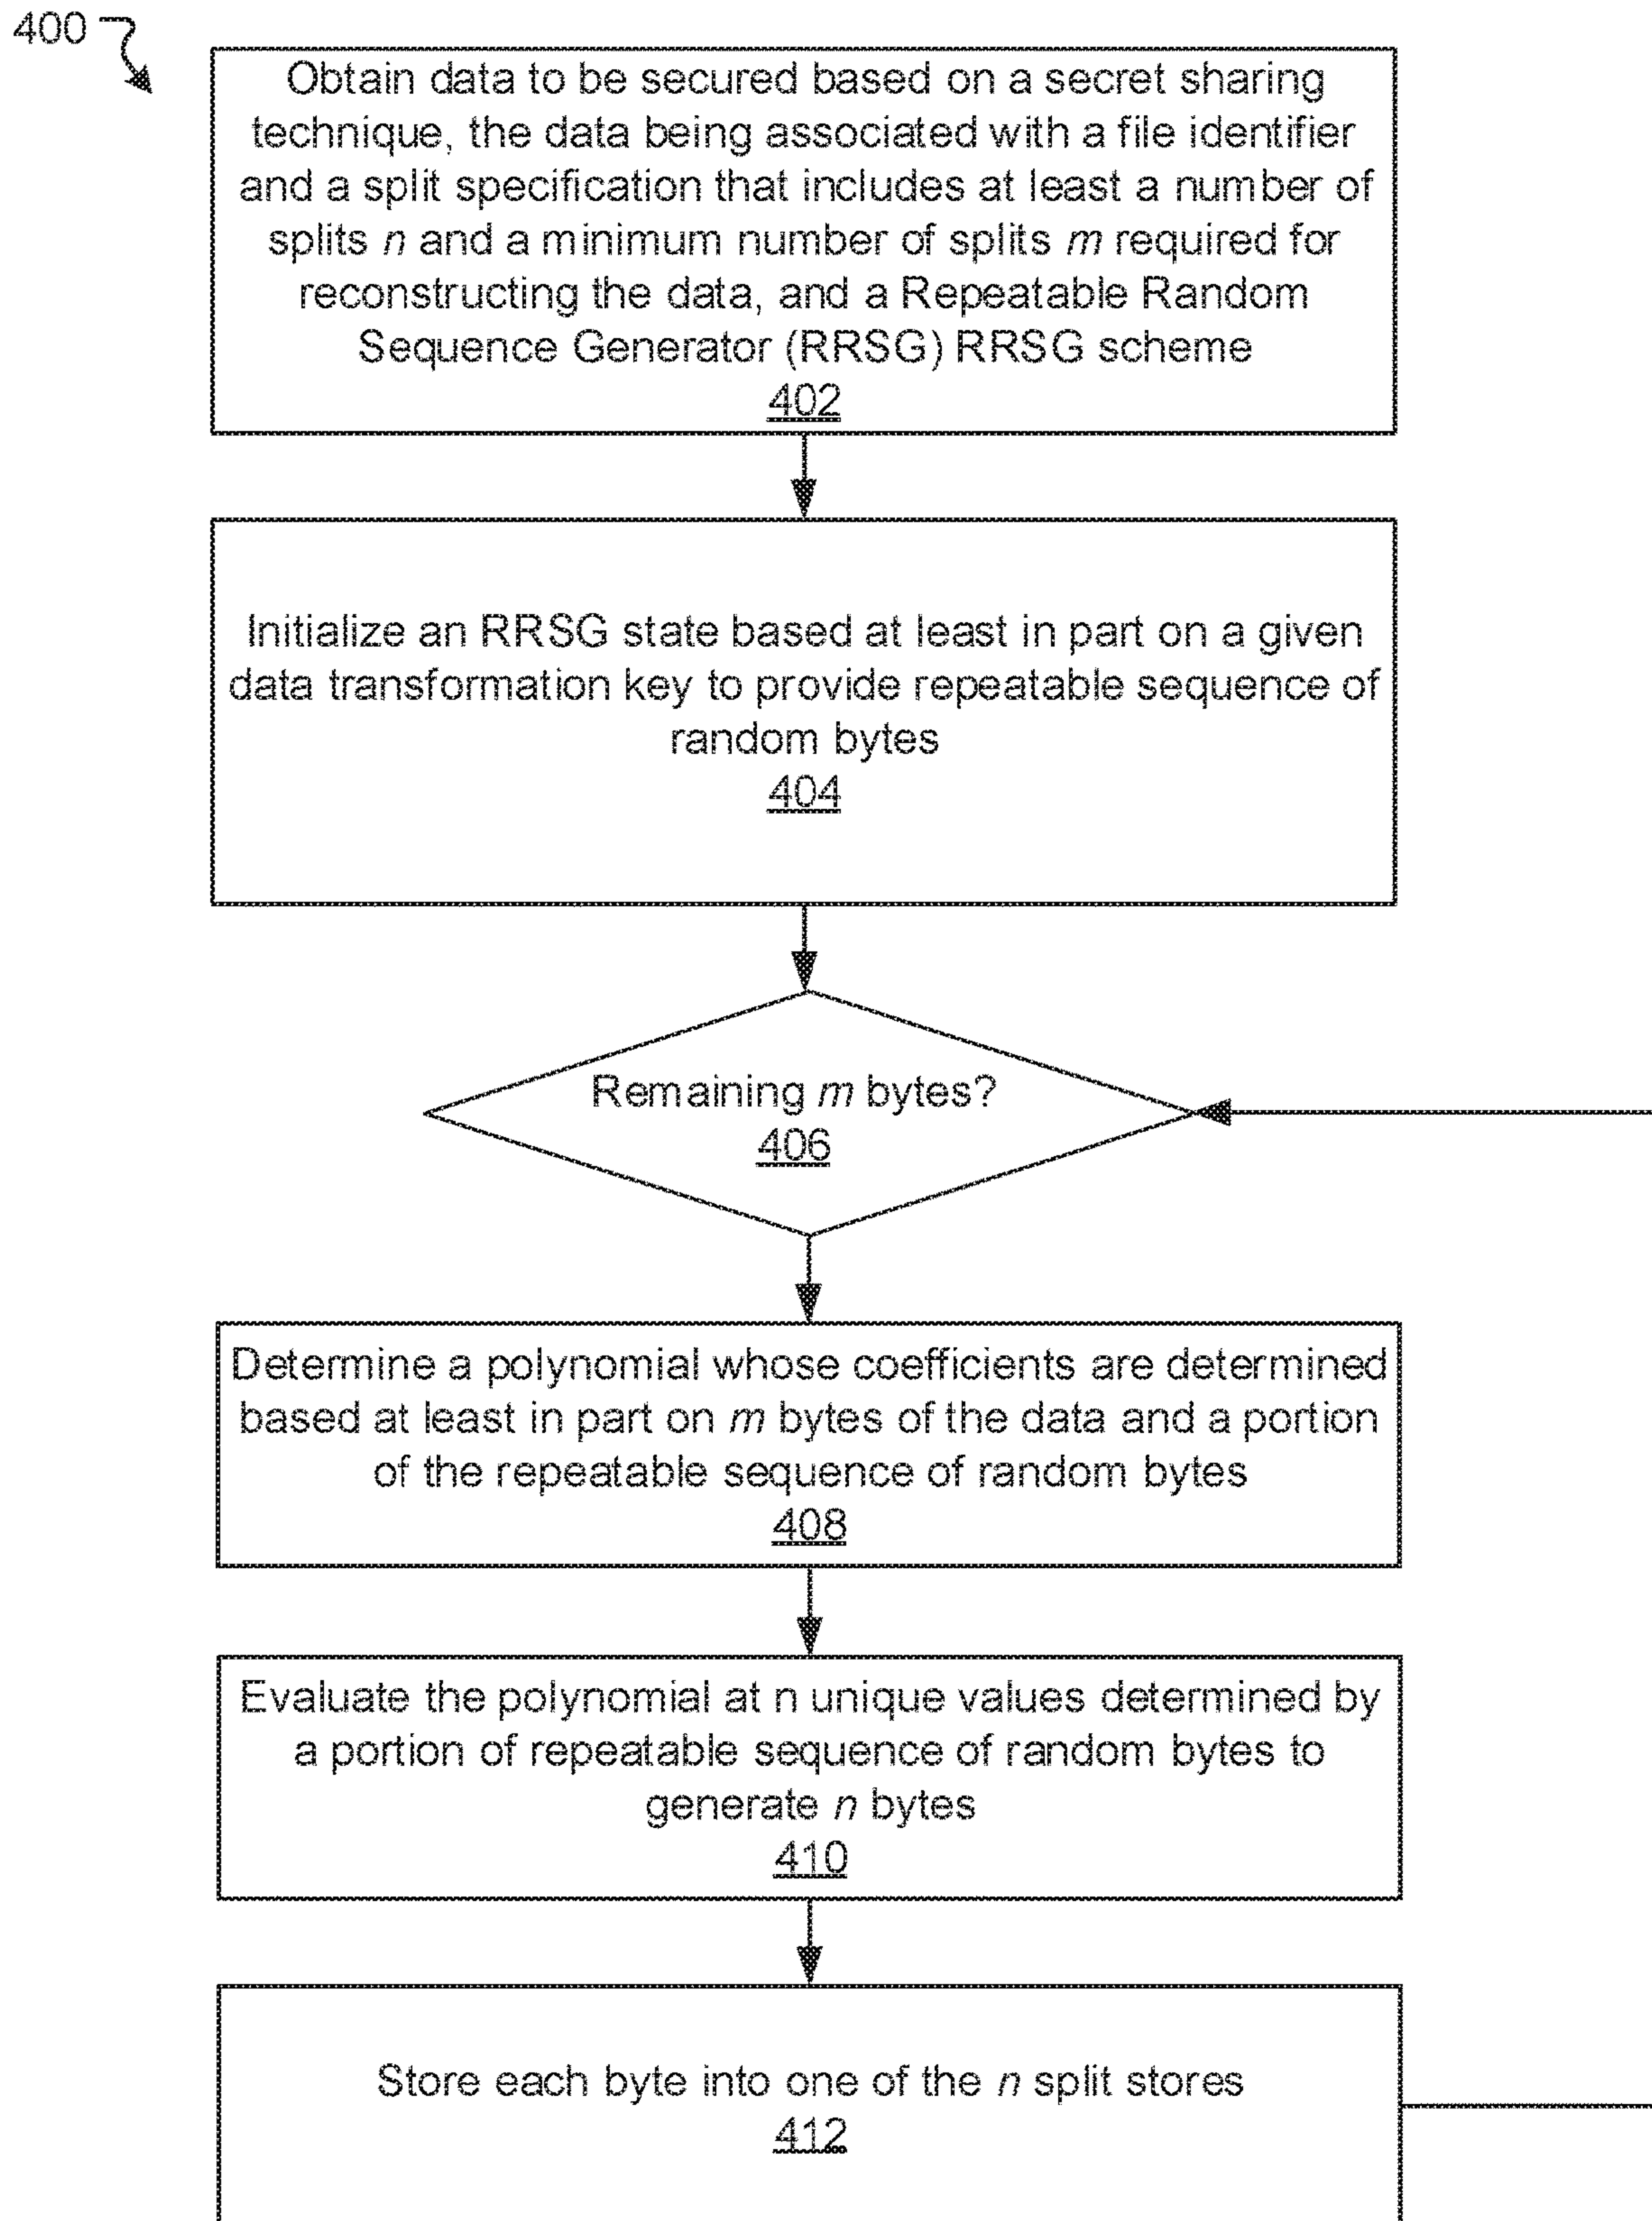 400
Obtain data to be secured based on a secret sharing
technique, the data being associated with a file identifier
and a split specification that includes at least a number of
splits n and a minimum number of splits m required for
reconstructing the data, and a Repeatable Random
Sequence Generator (RRSG) RRSG scheme
402
Initialize an RRSG state based at least in part on a given
data transformation key to provide repeatable sequence of
random bytes
404
Remaining m bytes?
406
Determine a polynomial whose coefficients are determined
based at least in part on m bytes of the data and a portion
of the repeatable sequence of random bytes
408
Evaluate the polynomial at n unique values determined by
a portion of repeatable sequence of random bytes to
generate n bytes
410
Store each byte into one of the n split stores
412